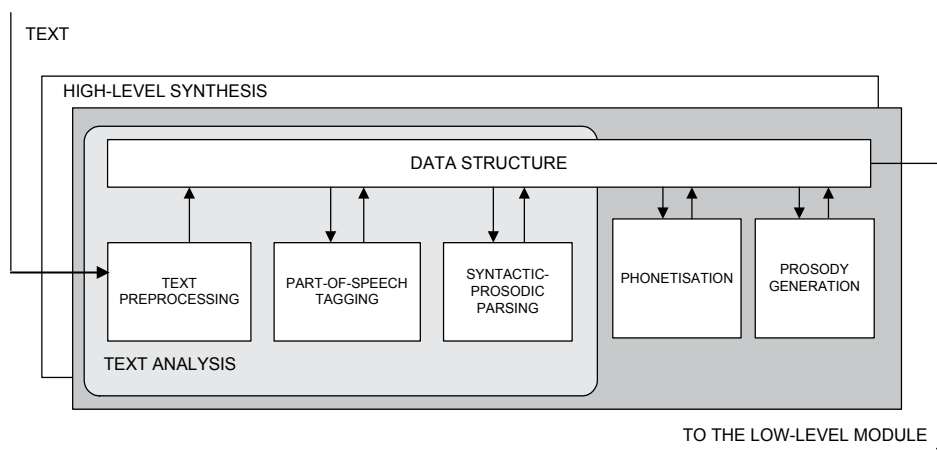 TEXT
HIGH-LEVEL SYNTHESIS
DATA STRUCTURE
TEXT
PREPROCESSING
PART-OF-SPEECH
TAGGING
SYNTACTIC-
PROSODIC
PARSING
PHONETISATION
PROSODY
GENERATION
TEXT ANALYSIS
TO THE LOW-LEVEL MODULE